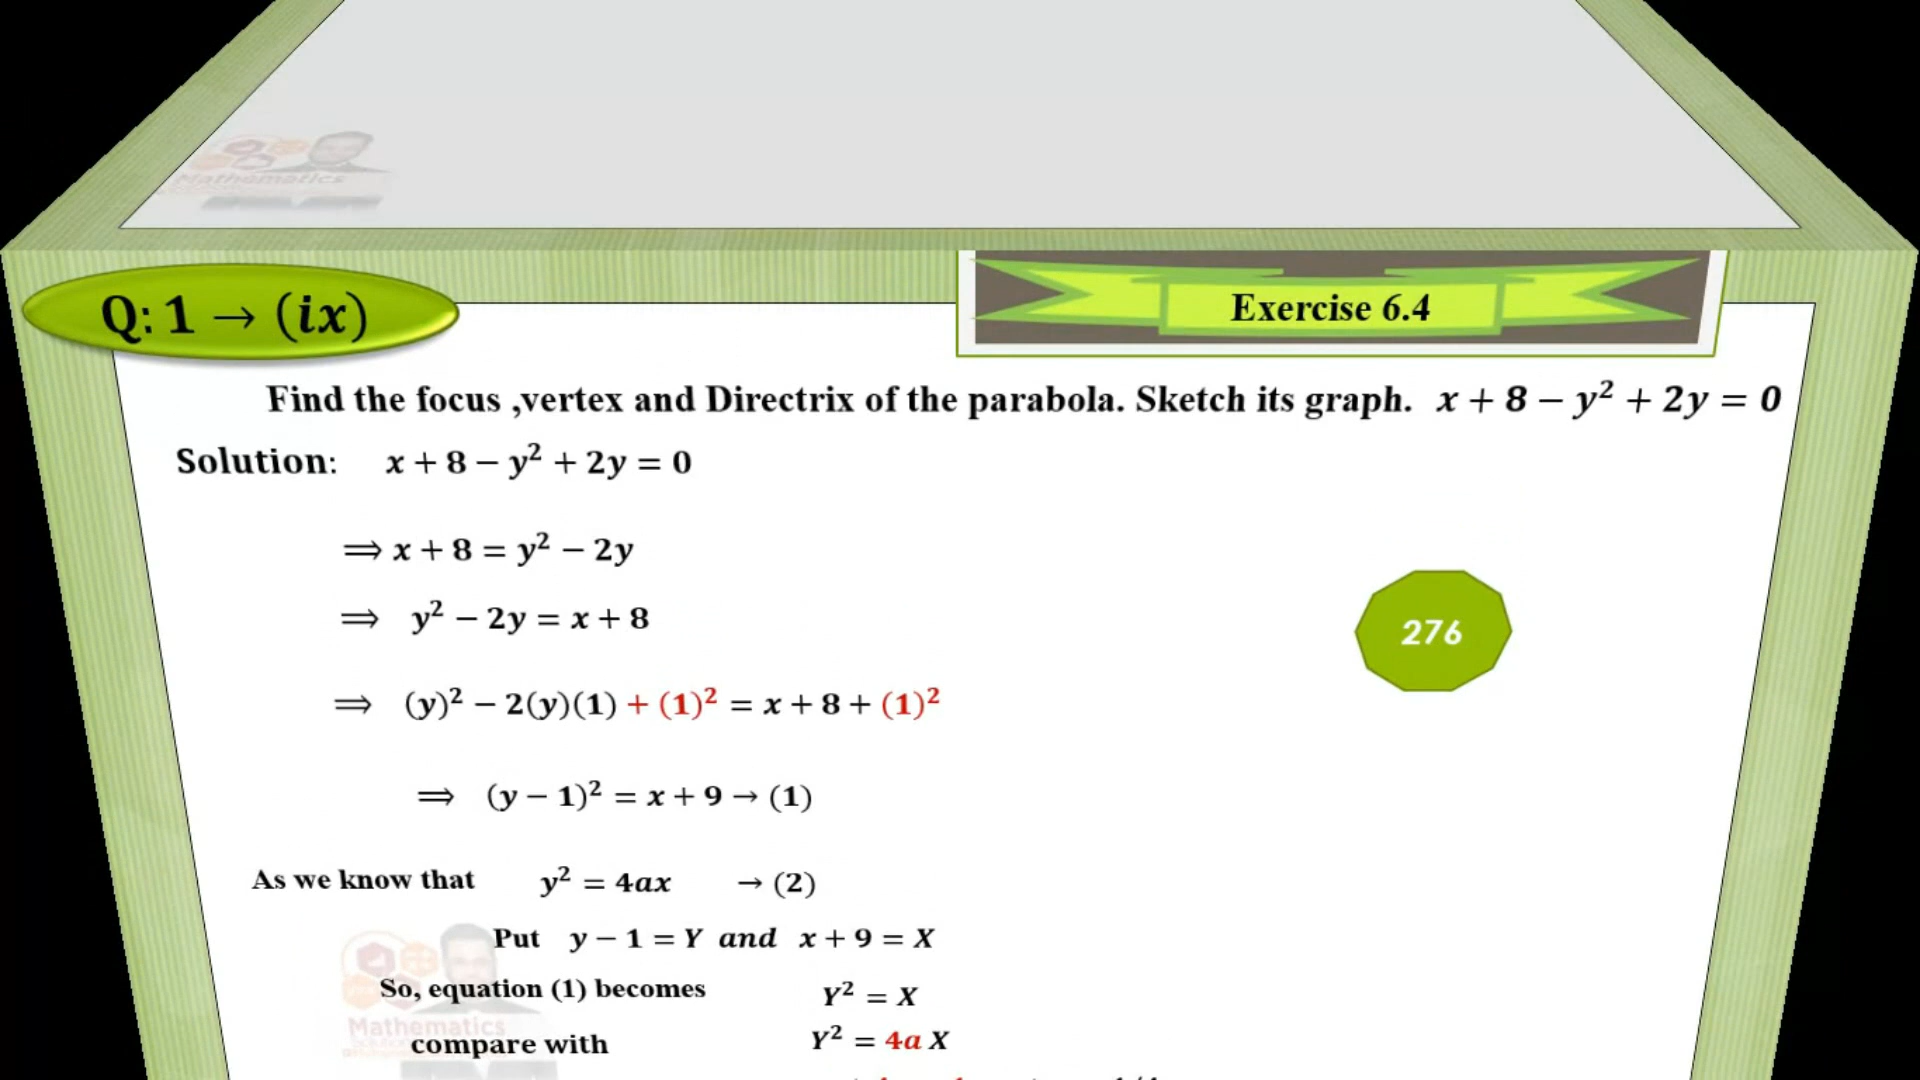 Mathematics
Q: 1 → (ix)
Exercise 6.4
Find the focus ,vertex and Directrix of the parabola. Sketch its graph. x + 8 − y² + 2y = 0
Solution: x + 8 − y² + 2y = 0
⟹ x + 8 = y² − 2y
⟹ y² − 2y = x + 8
276
⟹ (y)² − 2(y)(1) + (1)² = x + 8 + (1)²
⟹ (y − 1)² = x + 9 → (1)
As we know that y² = 4ax → (2)
Put y − 1 = Y and x + 9 = X
So, equation (1) becomes Y² = X
Mathematics
compare with Y² = 4a X